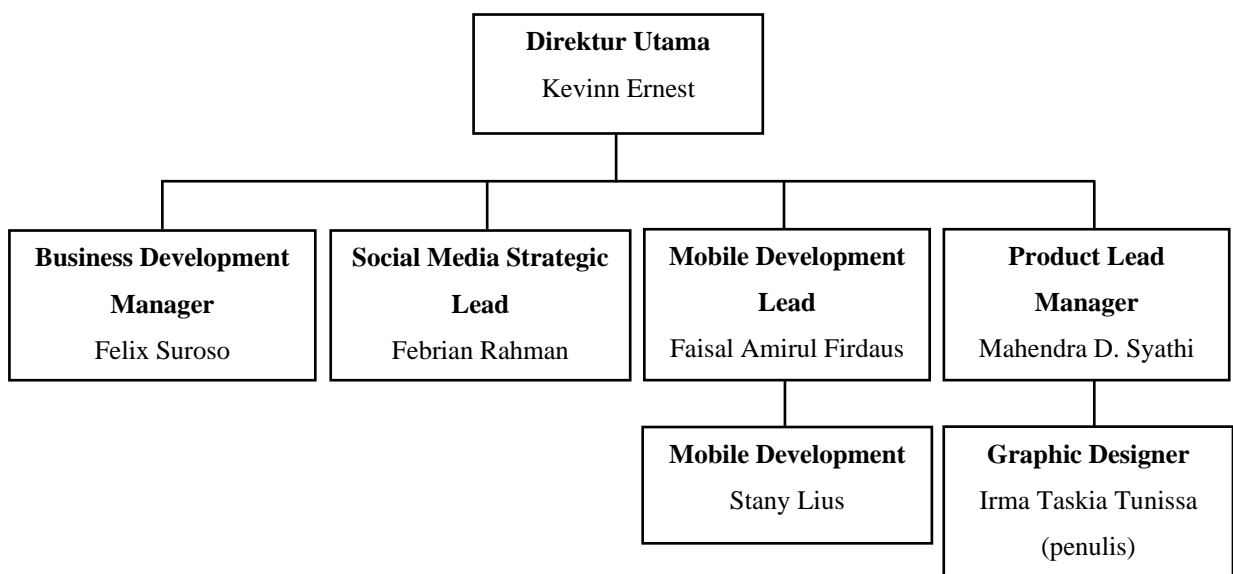 Direktur Utama
Kevinn Ernest
Business Development
Manager
Felix Suroso
Social Media Strategic
Lead
Febrian Rahman
Mobile Development
Lead
Faisal Amirul Firdaus
Product Lead
Manager
Mahendra D. Syathi
Mobile Development
Stany Lius
Graphic Designer
Irma Taskia Tunissa
(penulis)